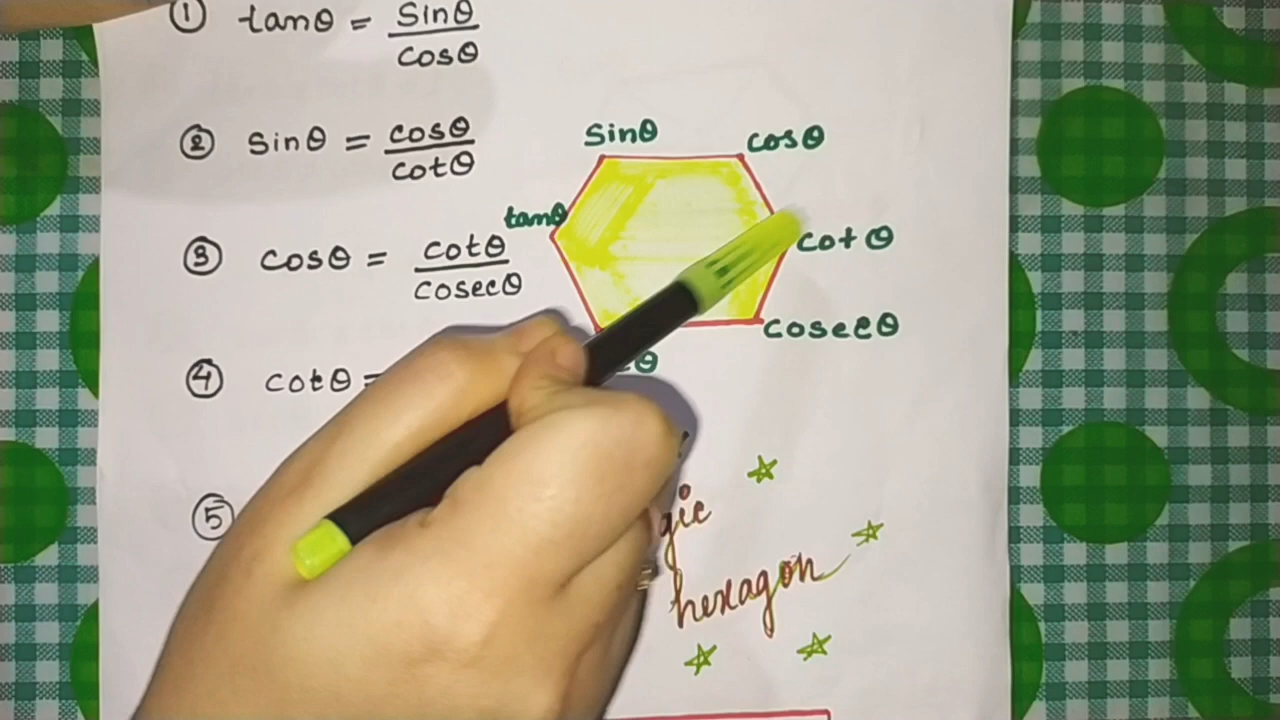 ① tanθ = sinθ / cosθ
② sinθ = cosθ / cotθ
③ cosθ = cotθ / cosecθ
④ cotθ =
⑤
sinθ
cosθ
tanθ
cotθ
cosecθ
hexagon